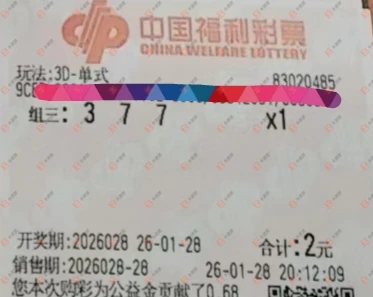 中国福利彩票
CHINA WELFARE LOTTERY
玩法:3D-单式 83020485
组三: 3 7 7 x1
开奖期:2026028 26-01-28 合计:2元
销售期:2026028-28 26-01-28 20:12:09
您本次购彩为公益金贡献了0.68